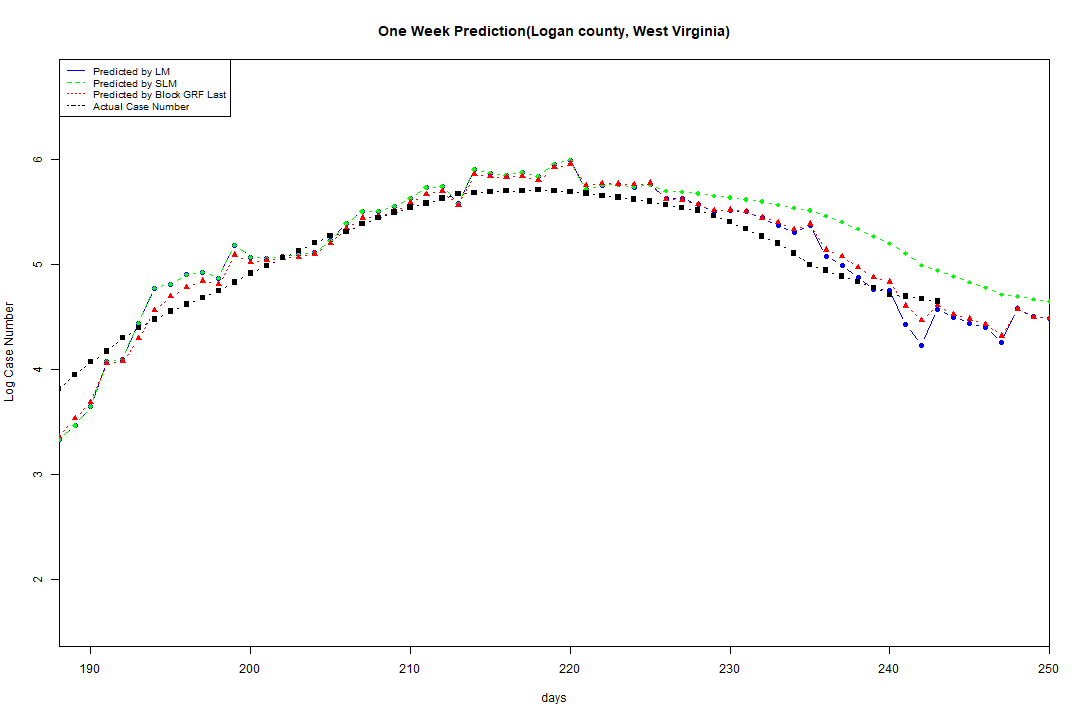 One Week Prediction(Logan county, West Virginia)
Predicted by LM
Predicted by SLM
Predicted by Block GRF Last
Actual Case Number
6
5
4
3
2
Log Case Number
190 200 210 220 230 240 250
days